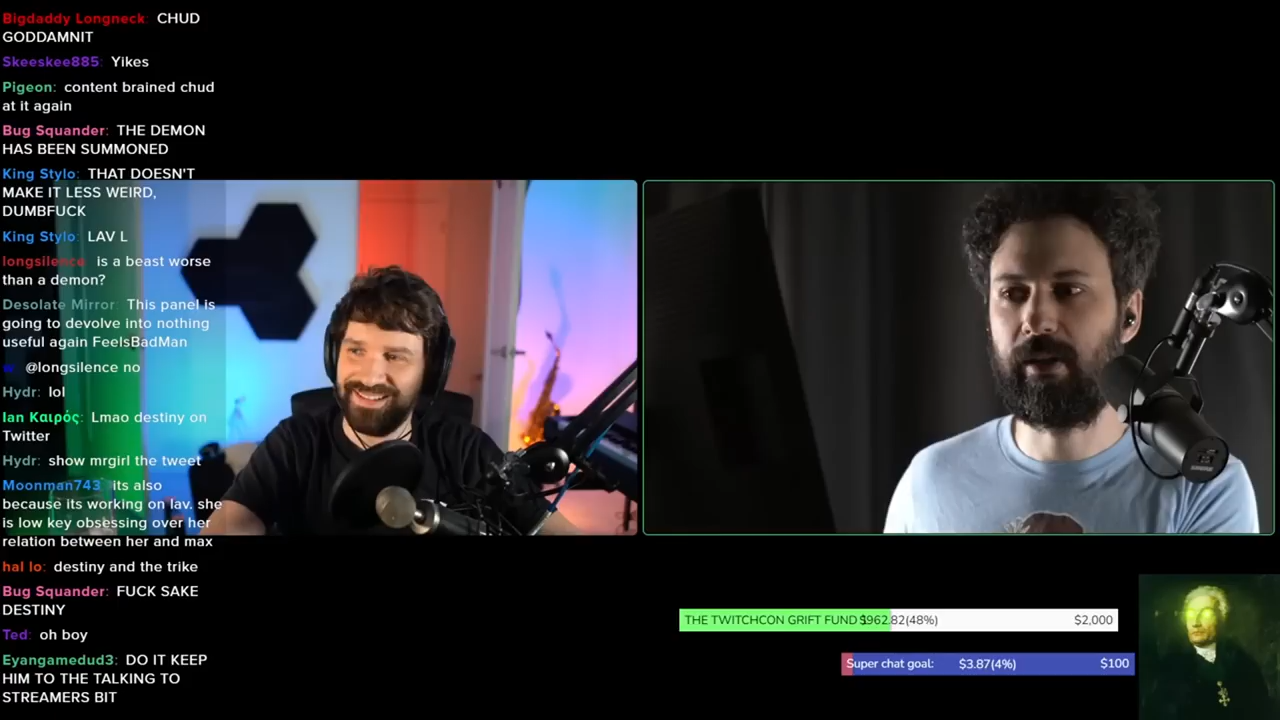 Bigdaddy Longneck: CHUD
GODDAMNIT
Skeeskee885: Yikes
Pigeon: content brained chud
at it again
Bug Squander: THE DEMON
HAS BEEN SUMMONED
King Stylo: THAT DOESN'T
MAKE IT LESS WEIRD,
DUMBFUCK
King Stylo: LAV L
longsilence: is a beast worse
than a demon?
Desolate Mirror: This panel is
going to devolve into nothing
useful again FeelsBadMan
@longsilence no
Hydr: lol
Ian Καιρός: Lmao destiny on
Twitter
Hydr: show mrgirl the tweet
Moonman743: its also
because its working on lav. she
is low key obsessing over her
relation between her and max
hal lo: destiny and the trike
Bug Squander: FUCK SAKE
DESTINY
Ted: oh boy
Eyangamedud3: DO IT KEEP
HIM TO THE TALKING TO
STREAMERS BIT
SHURE
THE TWITCHCON GRIFT FUND $962.82(48%) $2,000
Super chat goal: $3.87(4%) $100